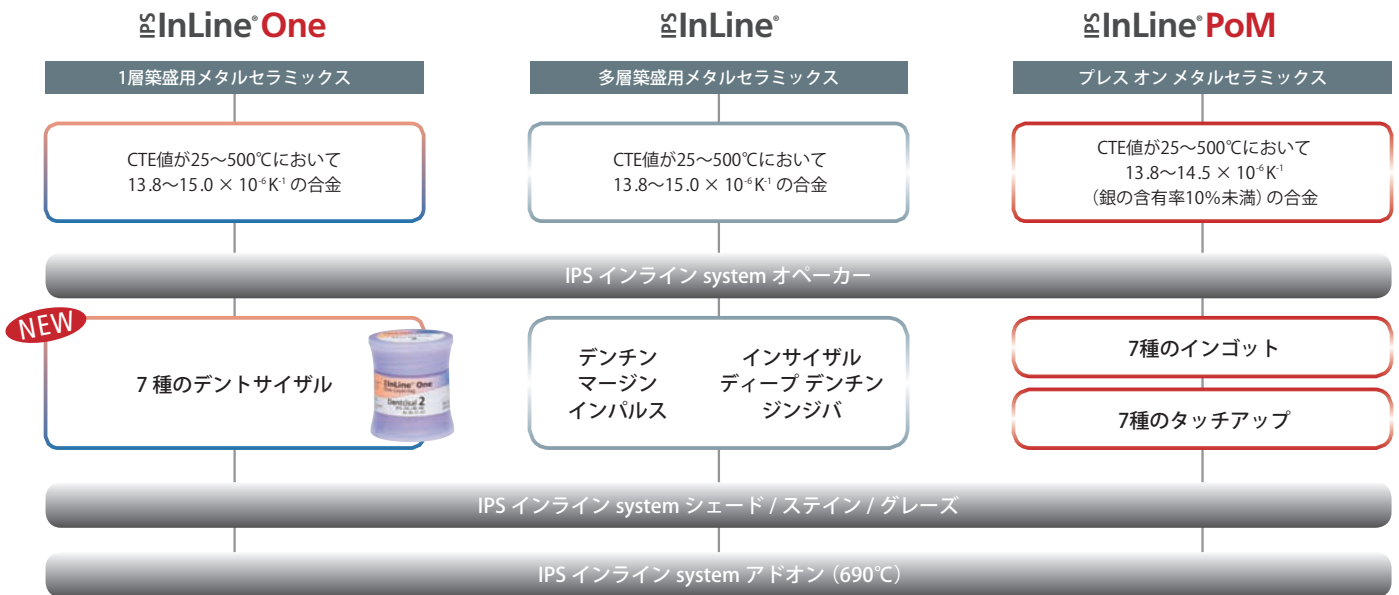 IPS InLine® One
IPS InLine®
IPS InLine® PoM
1層築盛用メタルセラミックス
多層築盛用メタルセラミックス
プレス オン メタルセラミックス
CTE値が25〜500℃において
13.8〜15.0 × 10⁻⁶ K⁻¹ の合金
CTE値が25〜500℃において
13.8〜15.0 × 10⁻⁶ K⁻¹ の合金
CTE値が25〜500℃において
13.8〜14.5 × 10⁻⁶ K⁻¹
（銀の含有率10%未満）の合金
IPS インライン system オペーカー
NEW
7 種のデントサイザル
InLine® One
Dentcisal 2
デンチン
マージン
インパルス
インサイザル
ディープ デンチン
ジンジバ
7種のインゴット
7種のタッチアップ
IPS インライン system シェード / ステイン / グレーズ
IPS インライン system アドオン（690℃）